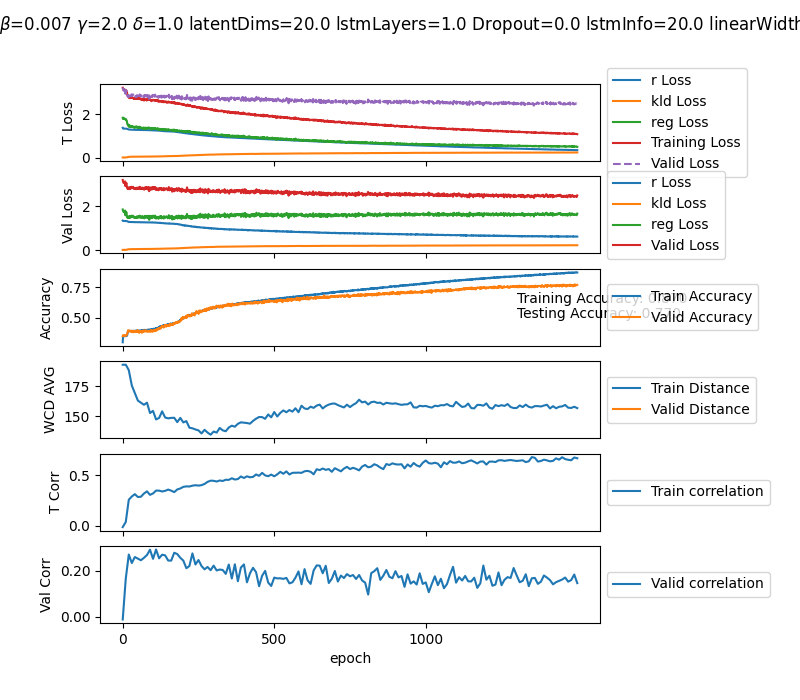 β=0.007 γ=2.0 δ=1.0 latentDims=20.0 lstmLayers=1.0 Dropout=0.0 lstmInfo=20.0 linearWidth
T Loss
2
0
r Loss
kld Loss
reg Loss
Training Loss
Valid Loss
Val Loss
2
0
r Loss
kld Loss
reg Loss
Valid Loss
Accuracy
0.75
0.50
Training Accuracy:
Testing Accuracy:
Train Accuracy
Valid Accuracy
WCD AVG
175
150
Train Distance
Valid Distance
T Corr
0.5
0.0
Train correlation
Val Corr
0.20
0.00
Valid correlation
0
500
1000
epoch